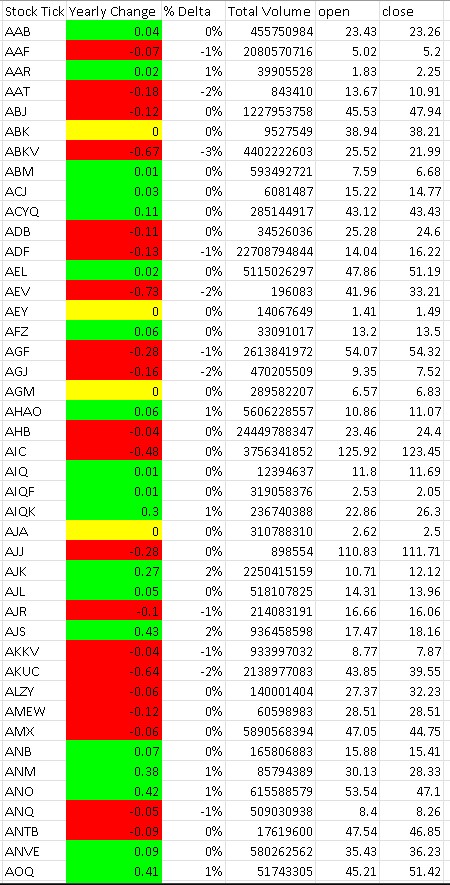 Stock Tick Yearly Change % Delta Total Volume open close
AAB 0.04 0% 455750984 23.43 23.26
AAF -0.07 -1% 2080570716 5.02 5.2
AAR 0.02 1% 39905528 1.83 2.25
AAT -0.18 -2% 843410 13.67 10.91
ABJ -0.12 0% 1227953758 45.53 47.94
ABK 0 0% 9527549 38.94 38.21
ABKV -0.67 -3% 4402222603 25.52 21.99
ABM 0.01 0% 593492721 7.59 6.68
ACJ 0.03 0% 6081487 15.22 14.77
ACYQ 0.11 0% 285144917 43.12 43.43
ADB -0.11 0% 34526036 25.28 24.6
ADF -0.13 -1% 22708794844 14.04 16.22
AEL 0.02 0% 5115026297 47.86 51.19
AEV -0.73 -2% 196083 41.96 33.21
AEY 0 0% 14067649 1.41 1.49
AFZ 0.06 0% 33091017 13.2 13.5
AGF -0.28 -1% 2613841972 54.07 54.32
AGJ -0.16 -2% 470205509 9.35 7.52
AGM 0 0% 289582207 6.57 6.83
AHAO 0.06 1% 5606228557 10.86 11.07
AHB -0.04 0% 24449788347 23.46 24.4
AIC -0.48 0% 3756341852 125.92 123.45
AIQ 0.01 0% 12394637 11.8 11.69
AIQF 0.01 0% 319058376 2.53 2.05
AIQK 0.3 1% 236740388 22.86 26.3
AJA 0 0% 310788310 2.62 2.5
AJJ -0.28 0% 898554 110.83 111.71
AJK 0.27 2% 2250415159 10.71 12.12
AJL 0.05 0% 518107825 14.31 13.96
AJR -0.1 -1% 214083191 16.66 16.06
AJS 0.43 2% 936458598 17.47 18.16
AKKV -0.04 -1% 933997032 8.77 7.87
AKUC -0.64 -2% 2138977083 43.85 39.55
ALZY -0.06 0% 140001404 27.37 32.23
AMEW -0.12 0% 60598983 28.51 28.51
AMX -0.06 0% 5890568394 47.05 44.75
ANB 0.07 0% 165806883 15.88 15.41
ANM 0.38 1% 85794389 30.13 28.33
ANO 0.42 1% 615588579 53.54 47.1
ANQ -0.05 -1% 509030938 8.4 8.26
ANTB -0.09 0% 17619600 47.54 46.85
ANVE 0.09 0% 580262562 35.43 36.23
AOQ 0.41 1% 51743305 45.21 51.42